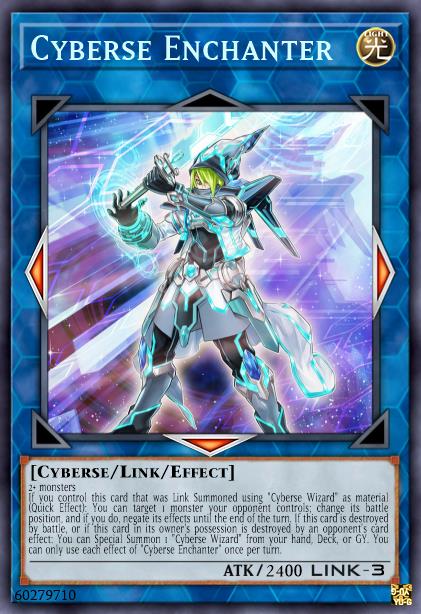 Cyberse Enchanter
LIGHT
光
[Cyberse/Link/Effect]
2+ monsters
If you control this card that was Link Summoned using "Cyberse Wizard" as material
(Quick Effect): You can target 1 monster your opponent controls; change its battle
position, and if you do, negate its effects until the end of the turn. If this card is destroyed
by battle, or if this card in its owner's possession is destroyed by an opponent's card
effect: You can Special Summon 1 "Cyberse Wizard" from your hand, Deck, or GY. You
can only use each effect of "Cyberse Enchanter" once per turn.
ATK/2400 LINK-3
60279710